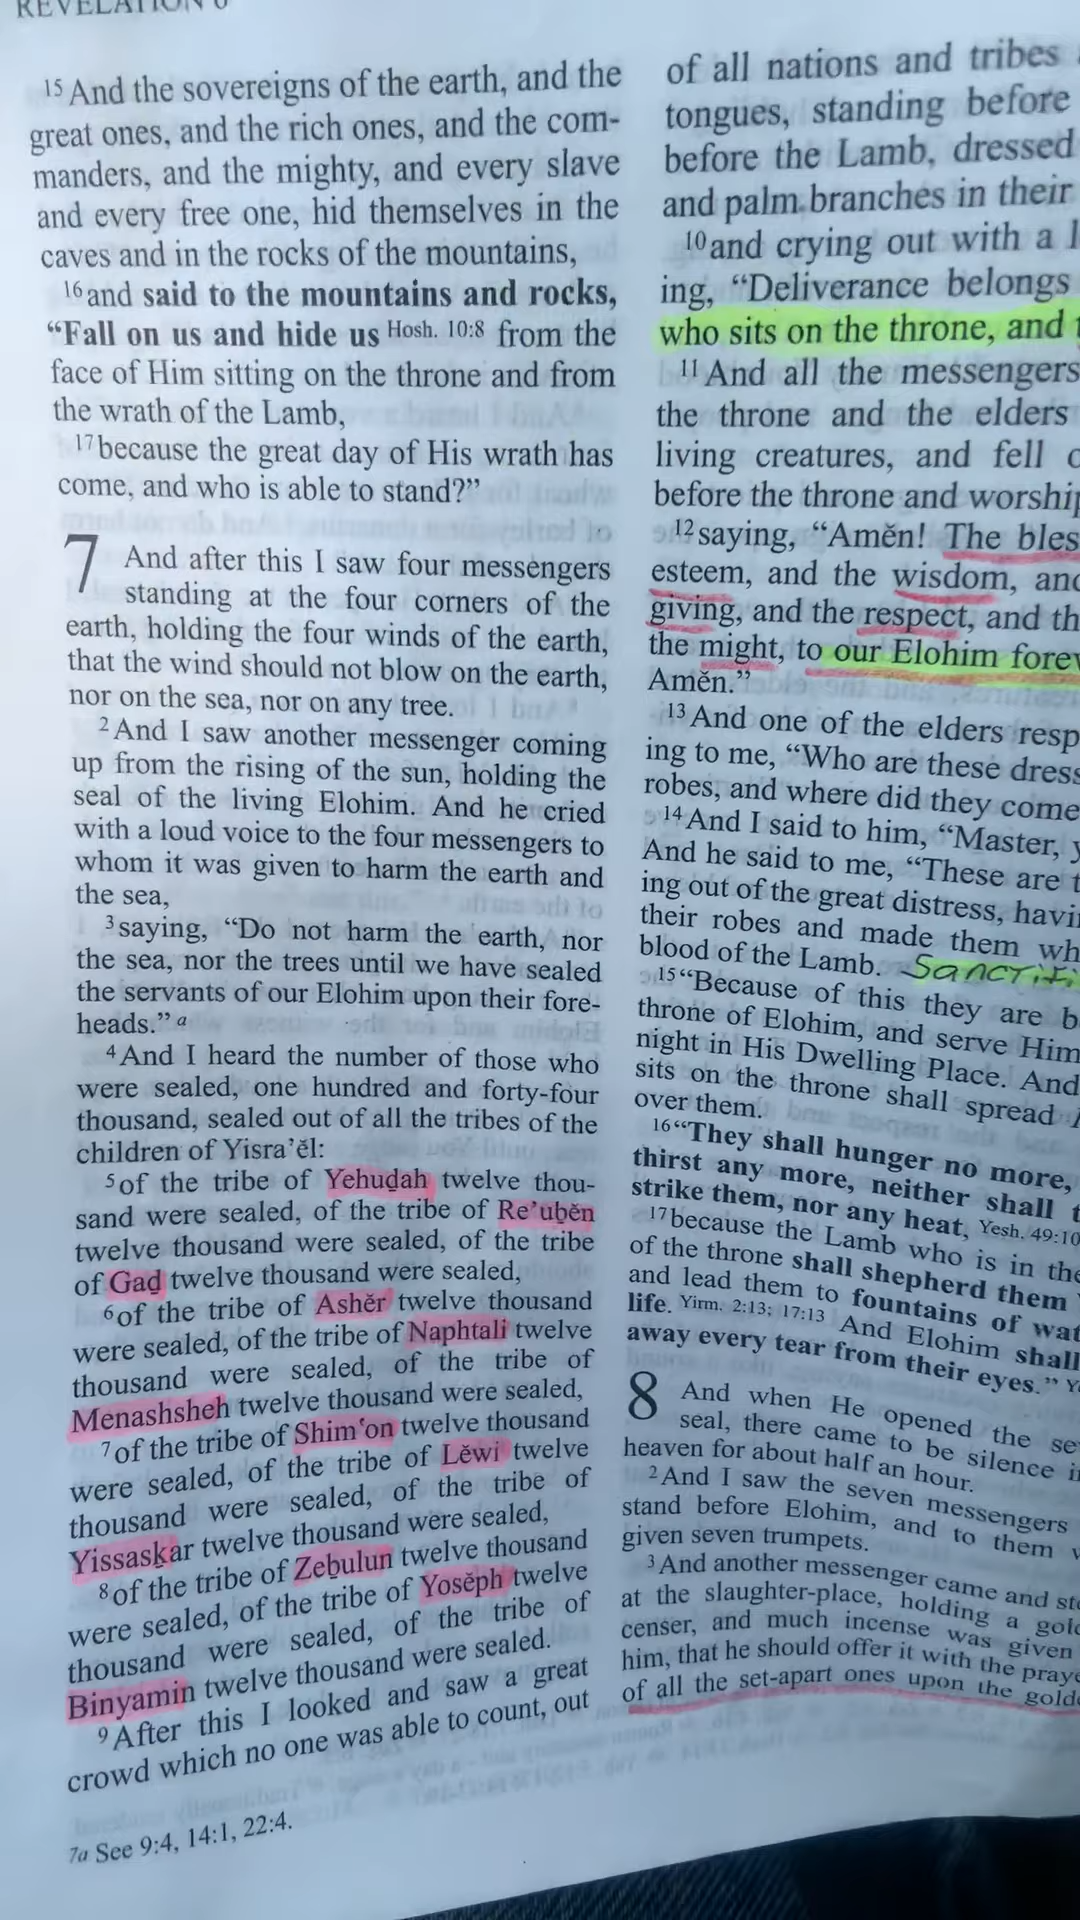 REVELATION 6
15 And the sovereigns of the earth, and the
great ones, and the rich ones, and the com-
manders, and the mighty, and every slave
and every free one, hid themselves in the
caves and in the rocks of the mountains,
16 and said to the mountains and rocks,
“Fall on us and hide us Hosh. 10:8 from the
face of Him sitting on the throne and from
the wrath of the Lamb,
17 because the great day of His wrath has
come, and who is able to stand?”
7 And after this I saw four messengers
standing at the four corners of the
earth, holding the four winds of the earth,
that the wind should not blow on the earth,
nor on the sea, nor on any tree.
2 And I saw another messenger coming
up from the rising of the sun, holding the
seal of the living Elohim. And he cried
with a loud voice to the four messengers to
whom it was given to harm the earth and
the sea,
3 saying, “Do not harm the earth, nor
the sea, nor the trees until we have sealed
the servants of our Elohim upon their fore-
heads.” a
4 And I heard the number of those who
were sealed, one hundred and forty-four
thousand, sealed out of all the tribes of the
children of Yisra’ĕl:
5 of the tribe of Yehuḏah twelve thou-
sand were sealed, of the tribe of Re’uḇĕn
twelve thousand were sealed, of the tribe
of Gaḏ twelve thousand were sealed,
6 of the tribe of Ashĕr twelve thousand
were sealed, of the tribe of Naphtali twelve
thousand were sealed, of the tribe of
Menashsheh twelve thousand were sealed,
7 of the tribe of Shim‛on twelve thousand
were sealed, of the tribe of Lĕwi twelve
thousand were sealed, of the tribe of
Yissasḵar twelve thousand were sealed,
8 of the tribe of Zeḇulun twelve thousand
were sealed, of the tribe of Yosĕph twelve
thousand were sealed, of the tribe of
Binyamin twelve thousand were sealed.
9 After this I looked and saw a great
crowd which no one was able to count, out
7a See 9:4, 14:1, 22:4.
of all nations and tribes
tongues, standing before
before the Lamb, dressed
and palm branches in their
10 and crying out with a
ing, “Deliverance belongs
who sits on the throne, and
11 And all the messengers
the throne and the elders
living creatures, and fell
before the throne and worship
12 saying, “Amĕn! The bles
esteem, and the wisdom, and
giving, and the respect, and th
the might, to our Elohim forev
Amĕn.”
13 And one of the elders resp
ing to me, “Who are these dress
robes, and where did they come
14 And I said to him, “Master,
And he said to me, “These are
ing out of the great distress, havi
their robes and made them wh
blood of the Lamb. Sanctifi
15 “Because of this they are b
throne of Elohim, and serve Him
night in His Dwelling Place. And
sits on the throne shall spread
over them.
16 “They shall hunger no more,
thirst any more, neither shall
strike them, nor any heat, Yesh. 49:10
17 because the Lamb who is in the
of the throne shall shepherd them
and lead them to fountains of wat
life. Yirm. 2:13; 17:13 And Elohim shall
away every tear from their eyes.”
8 And when He opened the se
seal, there came to be silence i
heaven for about half an hour.
2 And I saw the seven messengers
stand before Elohim, and to them
given seven trumpets.
3 And another messenger came and sto
at the slaughter-place, holding a gold
censer, and much incense was given
him, that he should offer it with the praye
of all the set-apart ones upon the golde